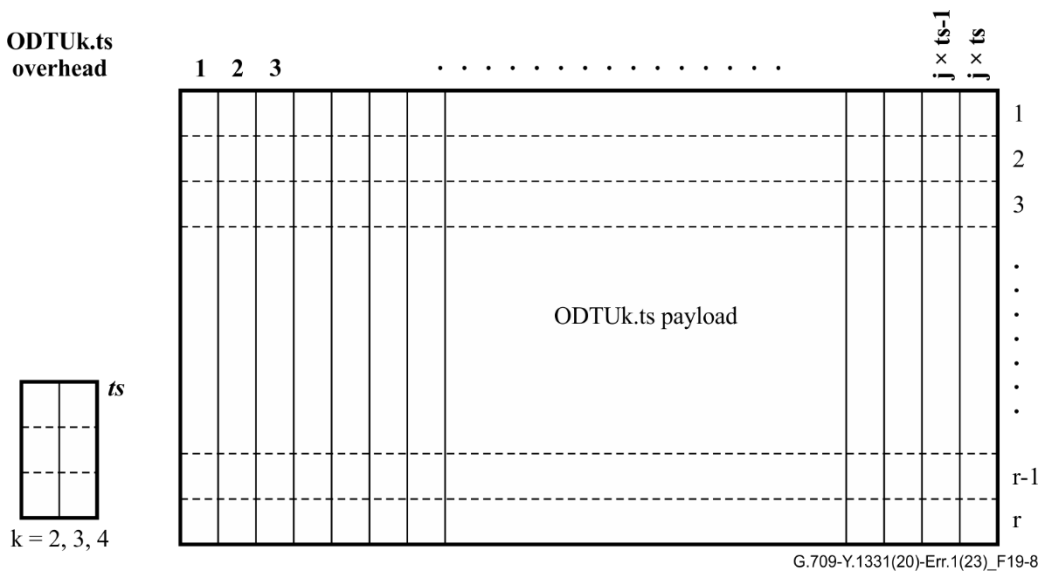 ODTUk.ts
overhead
1 2 3 . . . . . . . . . . . . . . . j × ts-1 j × ts
1
2
3
.
.
.
.
.
.
.
ODTUk.ts payload
ts
r-1
r
k = 2, 3, 4
G.709-Y.1331(20)-Err.1(23)_F19-8